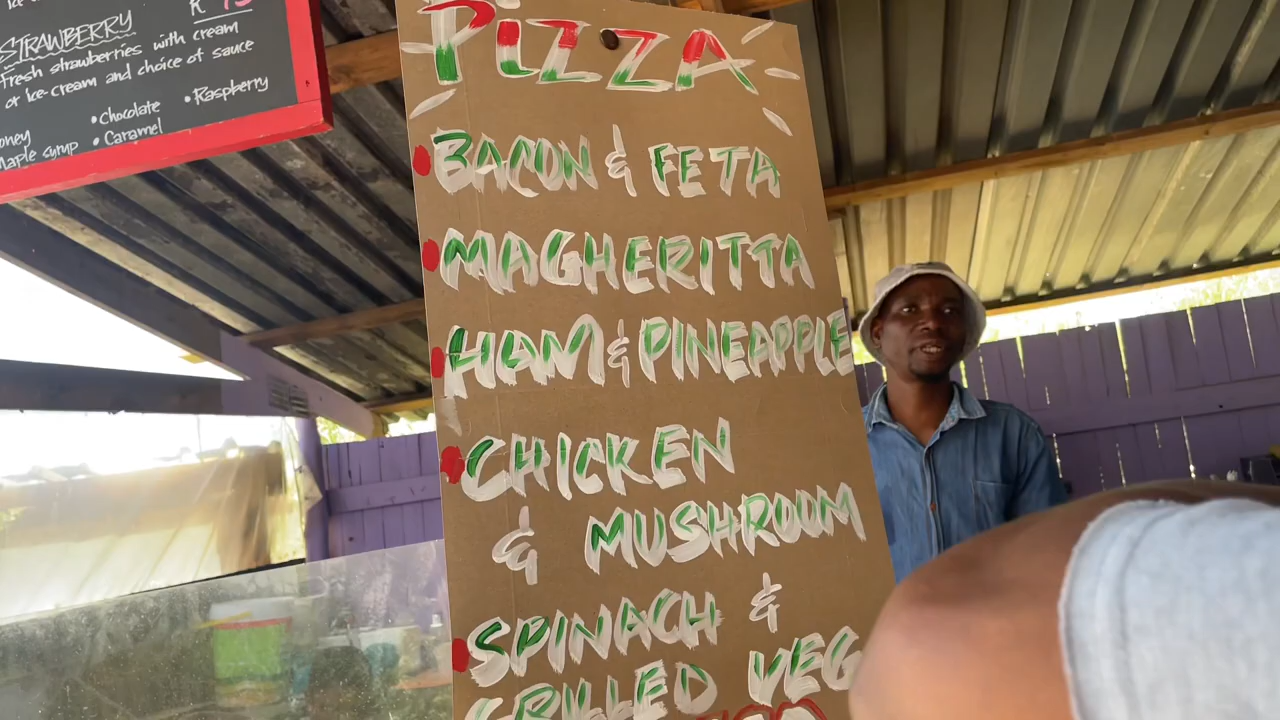 STRAWBERRY
Fresh strawberries with cream
or Ice-cream and choice of sauce
•Chocolate •Raspberry
•Caramel
Maple syrup
PIZZA
BACON & FETA
MAGHERITTA
HAM & PINEAPPLE
CHICKEN
& MUSHROOM
SPINACH &
GRILLED VEG